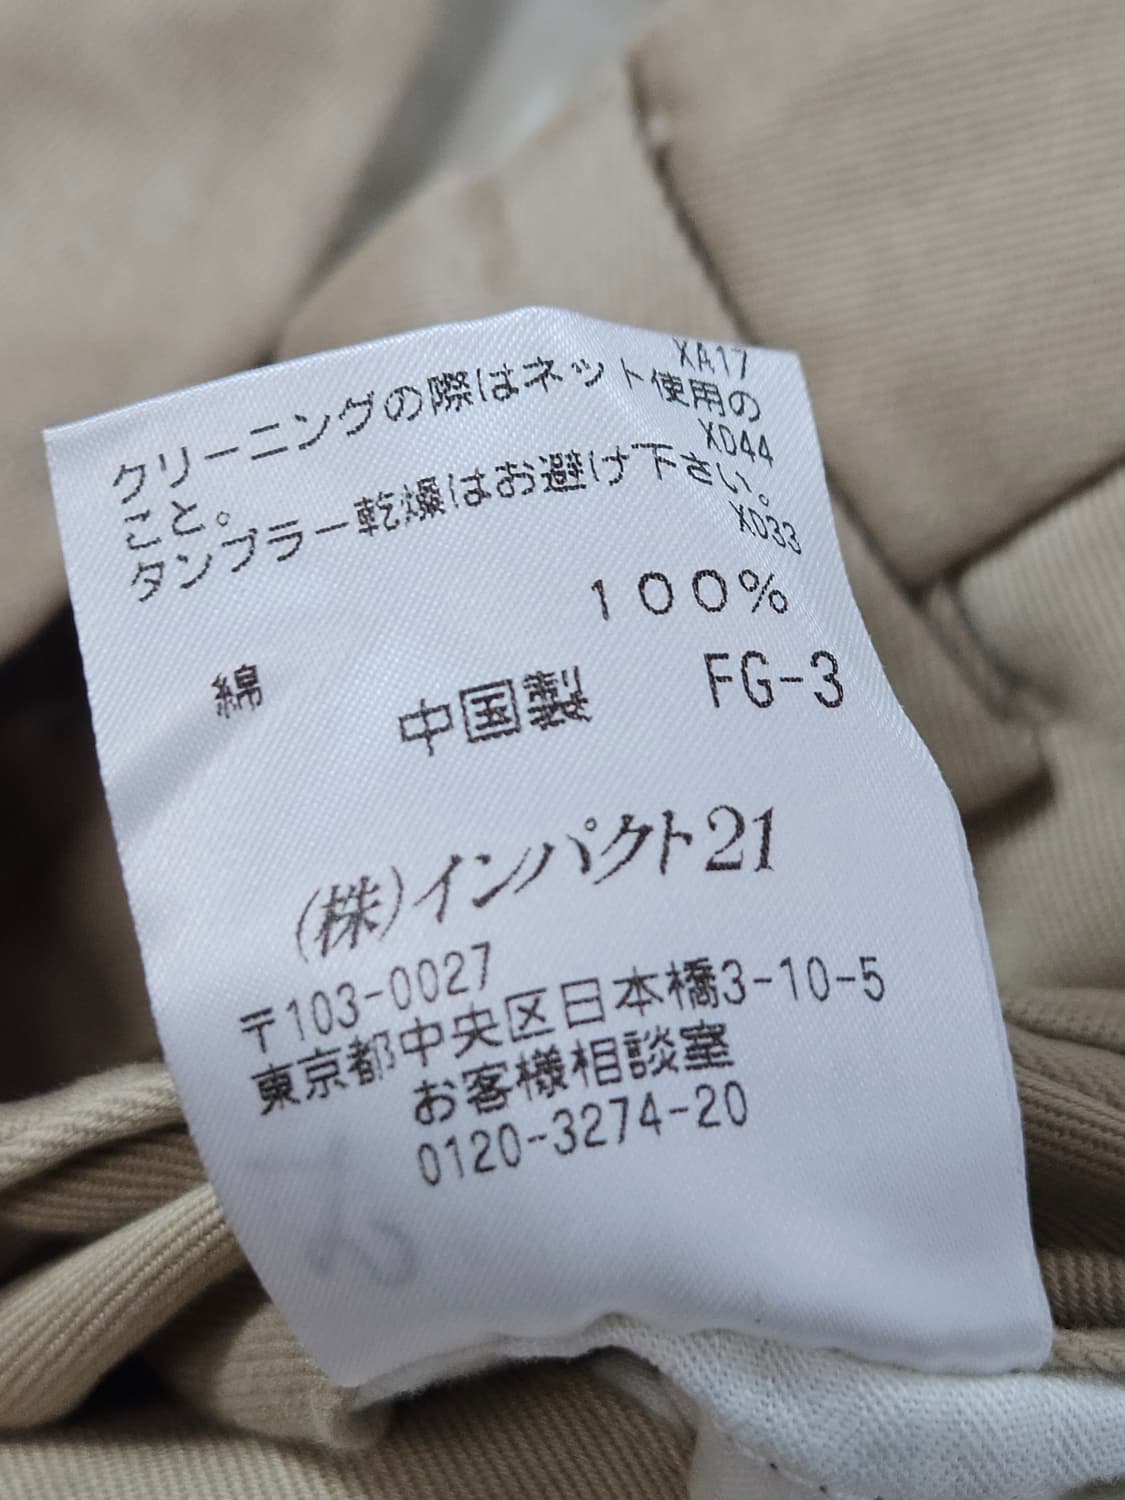 XA17
クリーニングの際はネット使用の
こと。 XD44
タンブラー乾燥はお避け下さい。
XD33
綿 100%
中国製 FG-3
(株)インパクト21
〒103-0027
東京都中央区日本橋3-10-5
お客様相談室
0120-3274-20